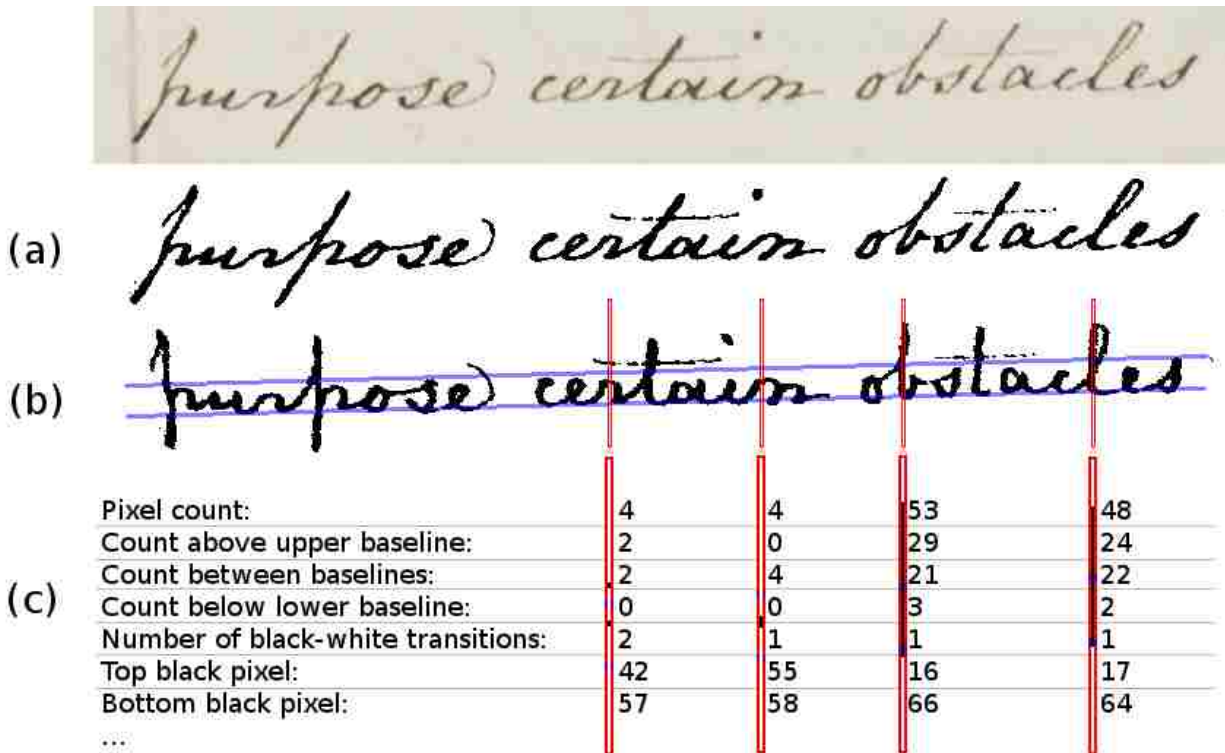 purpose certain obstacles
(a) purpose certain obstacles
(b) purpose certain obstacles
(c)
Pixel count: 4 4 53 48
Count above upper baseline: 2 0 29 24
Count between baselines: 2 4 21 22
Count below lower baseline: 0 0 3 2
Number of black-white transitions: 2 1 1 1
Top black pixel: 42 55 16 17
Bottom black pixel: 57 58 66 64
...